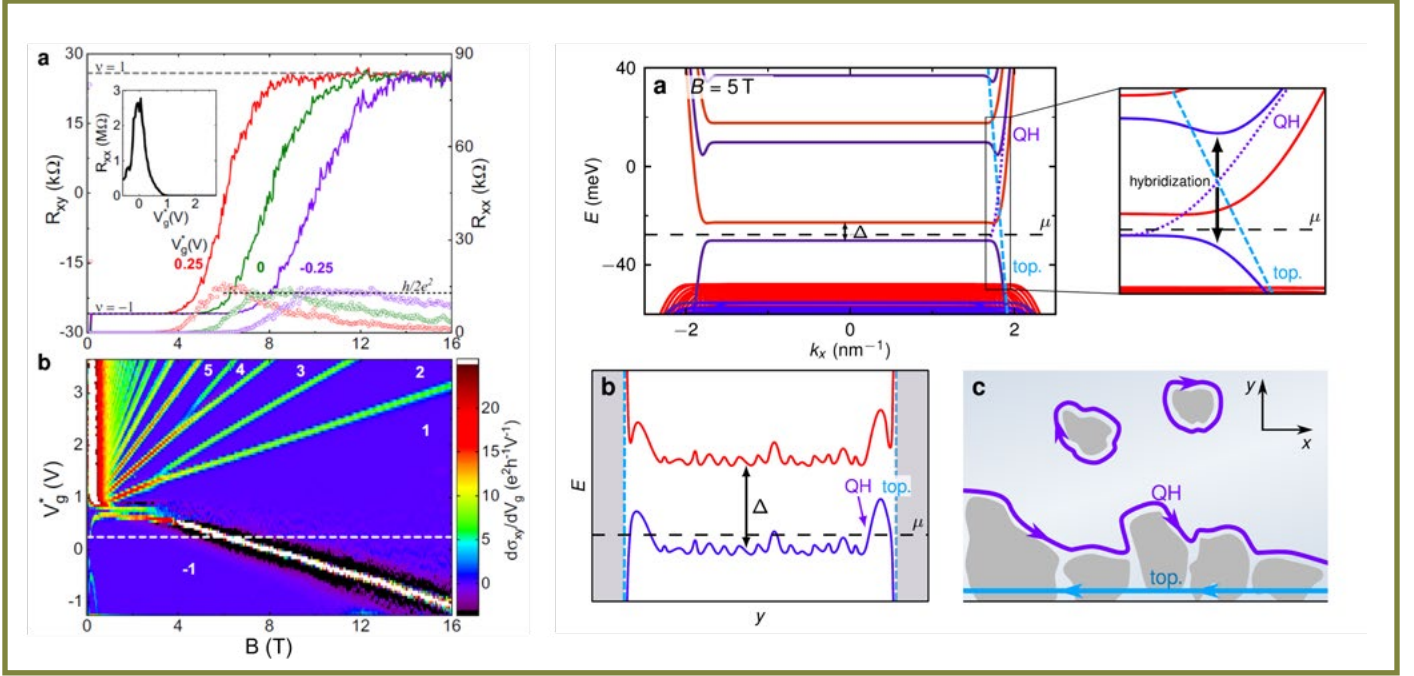 a
30
15
0
-15
-30
R_xy (kΩ)
90
60
30
0
R_xx (kΩ)
ν = 1
3
2
1
0
R_xx (MΩ)
0 1 2
V_g^*(V)
V_g^*(V)
0.25
0
-0.25
h/2e²
ν = −1
0 4 8 12 16
b
3
2
1
0
-1
V_g^* (V)
5 4 3 2
1
-1
0 4 8 12 16
B (T)
20
15
10
5
0
dσ_xy/dV_g (e²h⁻¹V⁻¹)
a
B = 5 T
40
0
−40
E (meV)
QH
Δ
μ
top.
−2 0 2
k_x (nm⁻¹)
QH
hybridization
μ
top.
b
E
Δ
QH top.
μ
y
c
y
x
QH
top.